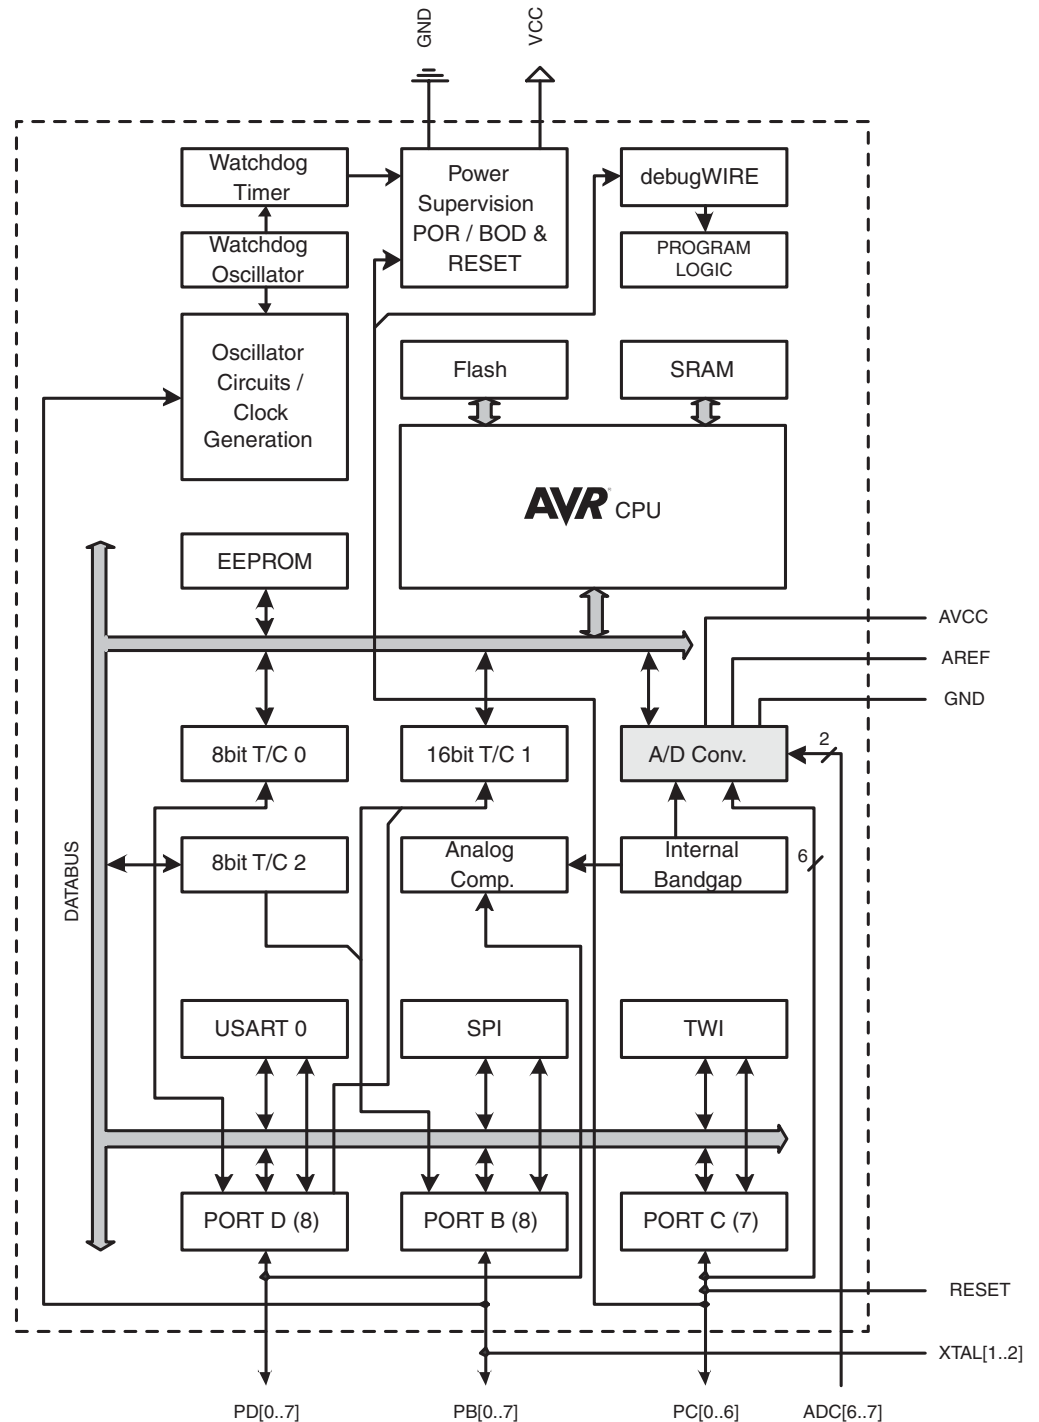 GND
VCC
Watchdog
Timer
Power
Supervision
POR / BOD &
RESET
debugWIRE
Watchdog
Oscillator
PROGRAM
LOGIC
Oscillator
Circuits /
Clock
Generation
Flash
SRAM
AVR CPU
EEPROM
AVCC
AREF
GND
8bit T/C 0
16bit T/C 1
A/D Conv.
2
DATABUS
8bit T/C 2
Analog
Comp.
Internal
Bandgap
6
USART 0
SPI
TWI
PORT D (8)
PORT B (8)
PORT C (7)
RESET
XTAL[1..2]
PD[0..7]
PB[0..7]
PC[0..6]
ADC[6..7]